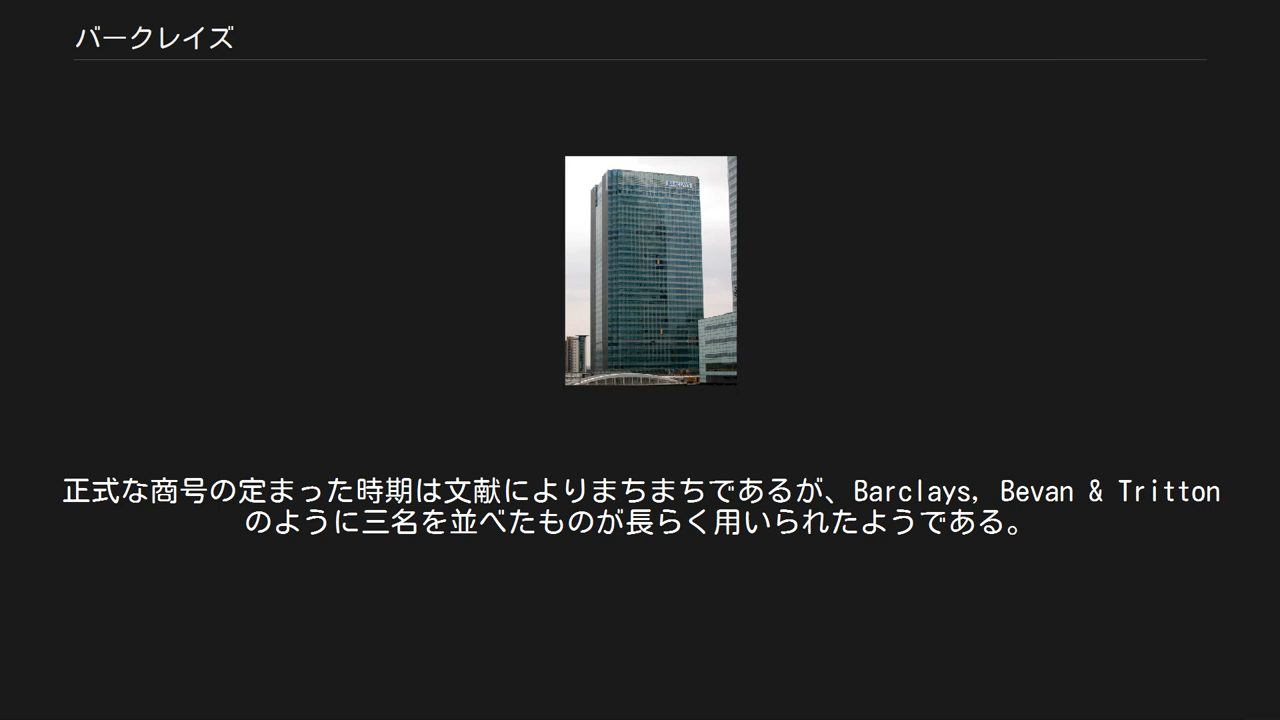 バークレイズ
正式な商号の定まった時期は文献によりまちまちであるが、Barclays, Bevan & Tritton
のように三名を並べたものが長らく用いられたようである。